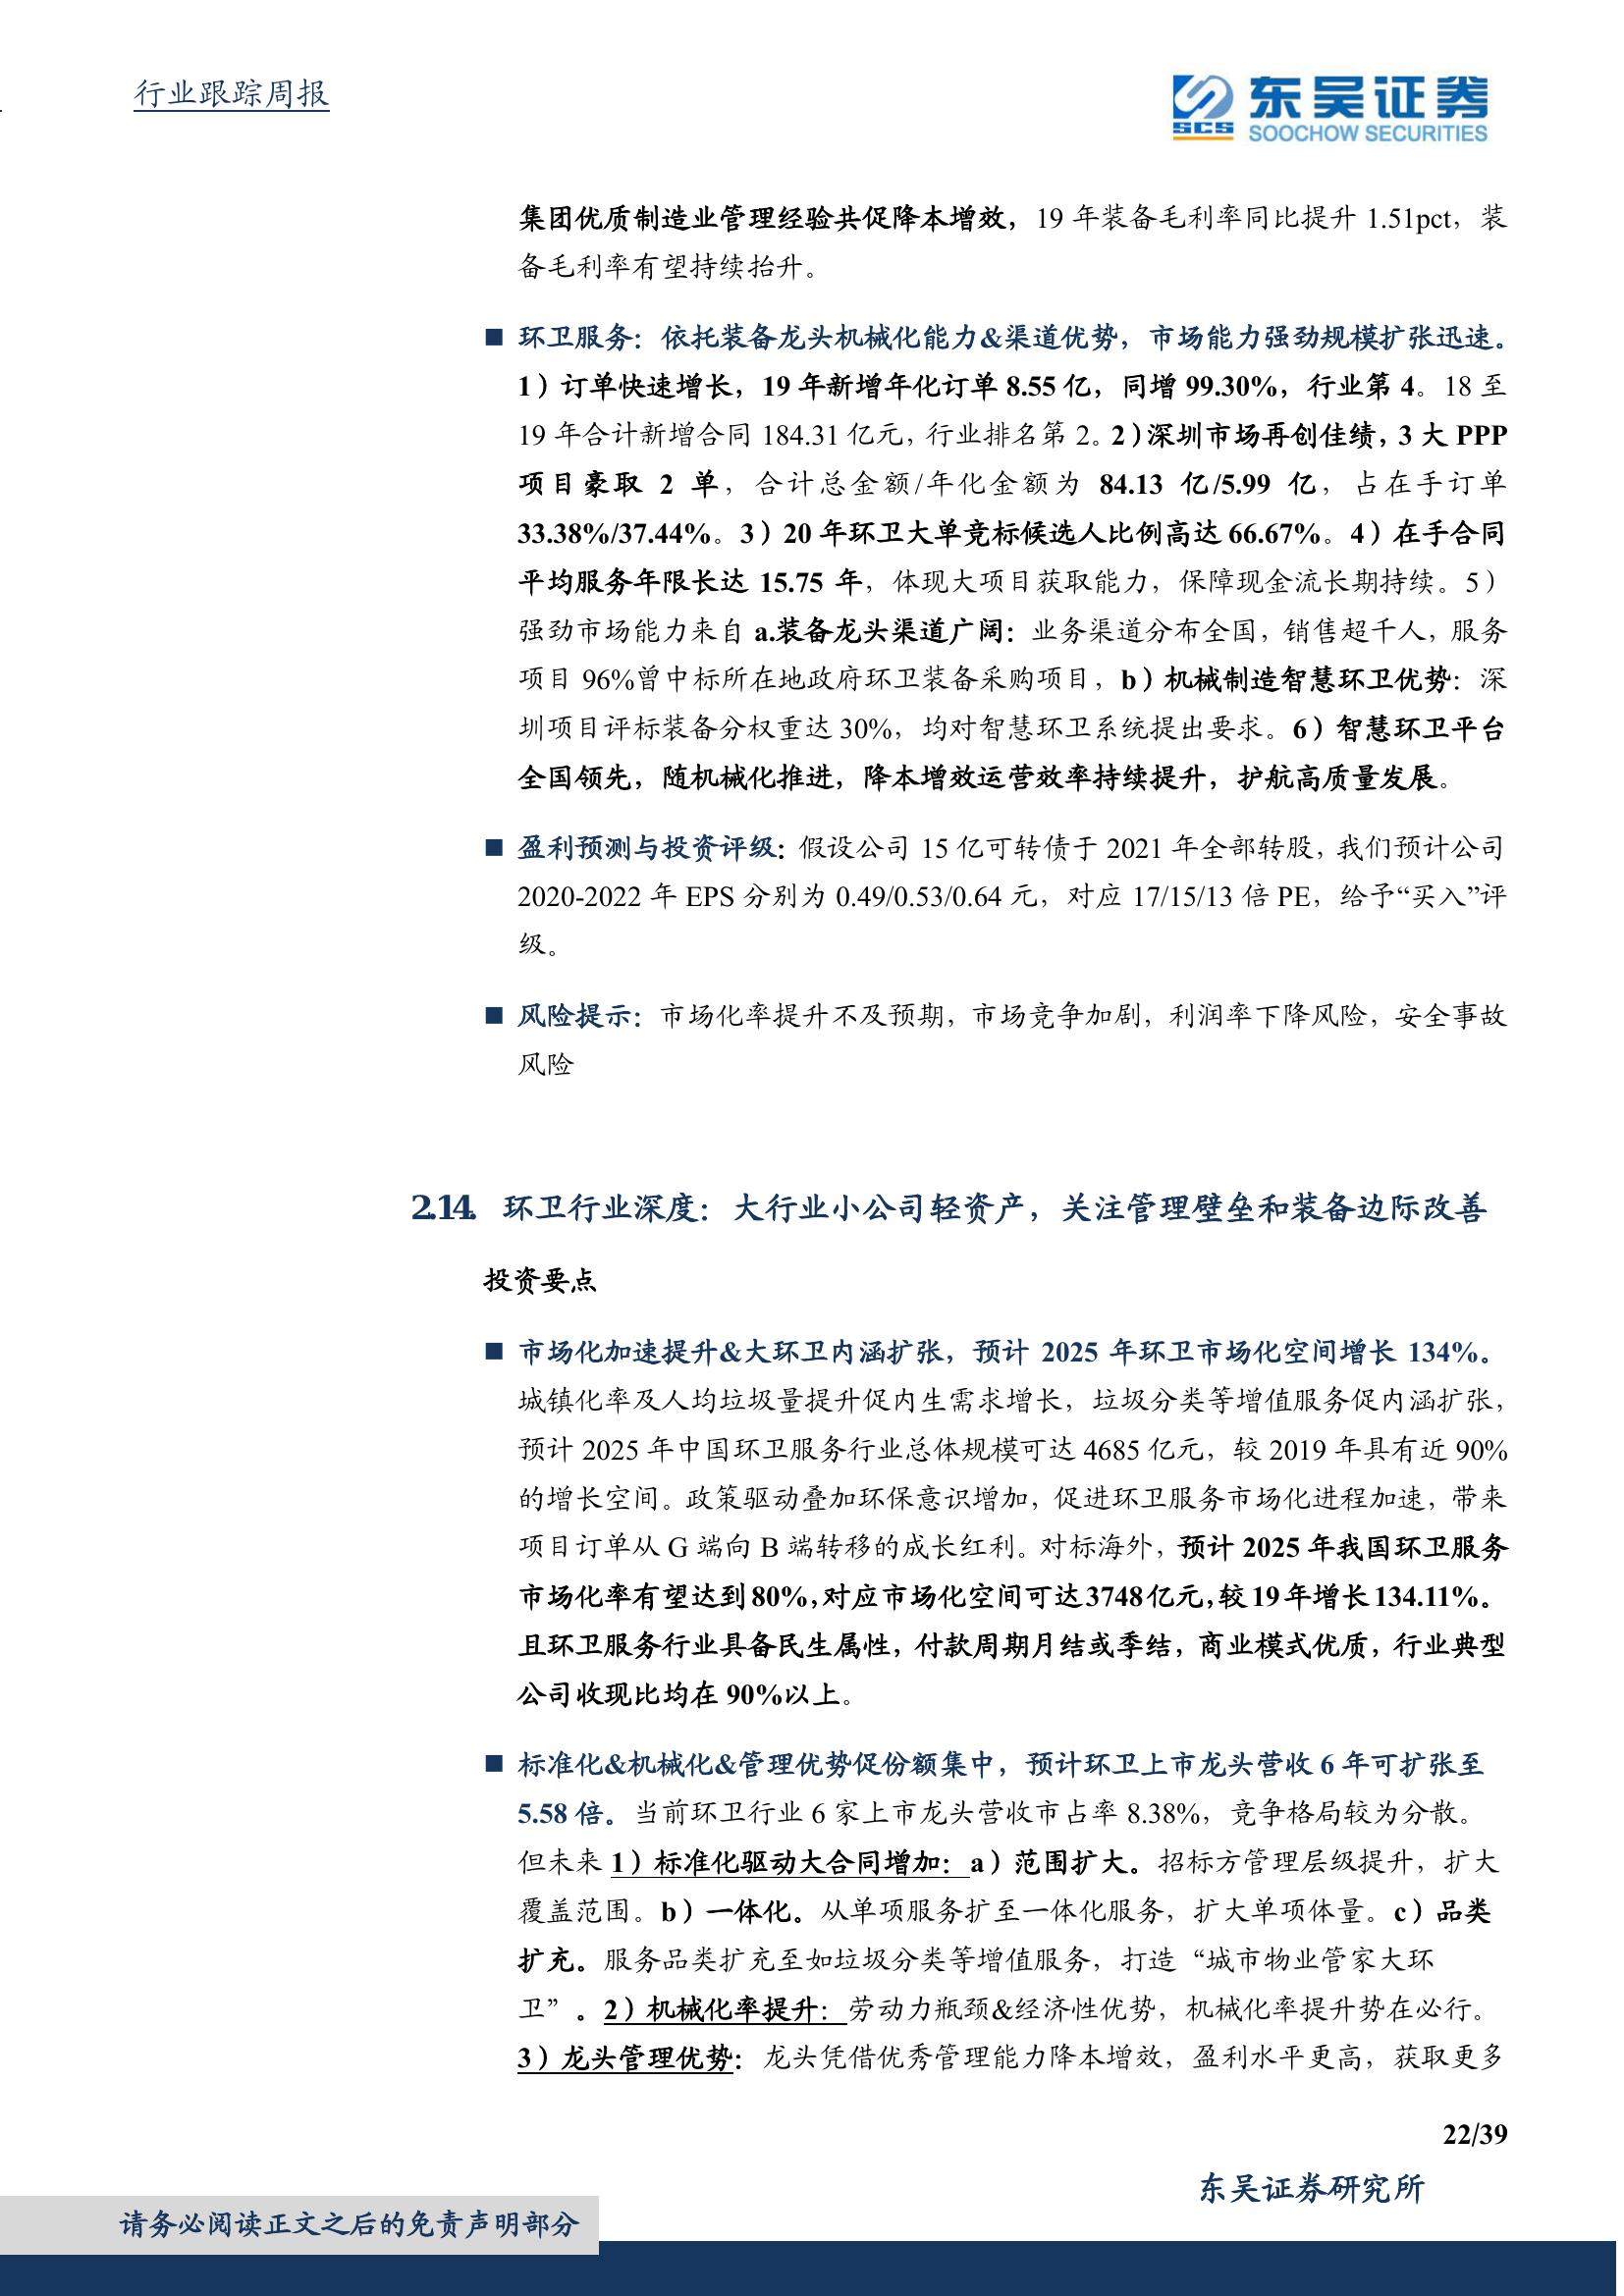 行业跟踪周报
SCS 东吴证券
SOOCHOW SECURITIES
集团优质制造业管理经验共促降本增效，19 年装备毛利率同比提升 1.51pct，装
备毛利率有望持续抬升。
■ 环卫服务：依托装备龙头机械化能力&渠道优势，市场能力强劲规模扩张迅速。
1）订单快速增长，19 年新增年化订单 8.55 亿，同增 99.30%，行业第 4。18 至
19 年合计新增合同 184.31 亿元，行业排名第 2。2）深圳市场再创佳绩，3 大 PPP
项目豪取 2 单，合计总金额/年化金额为 84.13 亿/5.99 亿，占在手订单
33.38%/37.44%。3）20 年环卫大单竞标候选人比例高达 66.67%。4）在手合同
平均服务年限长达 15.75 年，体现大项目获取能力，保障现金流长期持续。5）
强劲市场能力来自 a.装备龙头渠道广阔：业务渠道分布全国，销售超千人，服务
项目 96%曾中标所在地政府环卫装备采购项目，b）机械制造智慧环卫优势：深
圳项目评标装备分权重达 30%，均对智慧环卫系统提出要求。6）智慧环卫平台
全国领先，随机械化推进，降本增效运营效率持续提升，护航高质量发展。
■ 盈利预测与投资评级：假设公司 15 亿可转债于 2021 年全部转股，我们预计公司
2020-2022 年 EPS 分别为 0.49/0.53/0.64 元，对应 17/15/13 倍 PE，给予“买入”评
级。
■ 风险提示：市场化率提升不及预期，市场竞争加剧，利润率下降风险，安全事故
风险
2.14. 环卫行业深度：大行业小公司轻资产，关注管理壁垒和装备边际改善
投资要点
■ 市场化加速提升&大环卫内涵扩张，预计 2025 年环卫市场化空间增长 134%。
城镇化率及人均垃圾量提升促内生需求增长，垃圾分类等增值服务促内涵扩张，
预计 2025 年中国环卫服务行业总体规模可达 4685 亿元，较 2019 年具有近 90%
的增长空间。政策驱动叠加环保意识增加，促进环卫服务市场化进程加速，带来
项目订单从 G 端向 B 端转移的成长红利。对标海外，预计 2025 年我国环卫服务
市场化率有望达到 80%，对应市场化空间可达 3748 亿元，较 19 年增长 134.11%。
且环卫服务行业具备民生属性，付款周期月结或季结，商业模式优质，行业典型
公司收现比均在 90%以上。
■ 标准化&机械化&管理优势促份额集中，预计环卫上市龙头营收 6 年可扩张至
5.58 倍。当前环卫行业 6 家上市龙头营收市占率 8.38%，竞争格局较为分散。
但未来 1）标准化驱动大合同增加：a）范围扩大。招标方管理层级提升，扩大
覆盖范围。b）一体化。从单项服务扩至一体化服务，扩大单项体量。c）品类
扩充。服务品类扩充至如垃圾分类等增值服务，打造“城市物业管家大环
卫”。2）机械化率提升：劳动力瓶颈&经济性优势，机械化率提升势在必行。
3）龙头管理优势：龙头凭借优秀管理能力降本增效，盈利水平更高，获取更多
22/39
东吴证券研究所
请务必阅读正文之后的免责声明部分